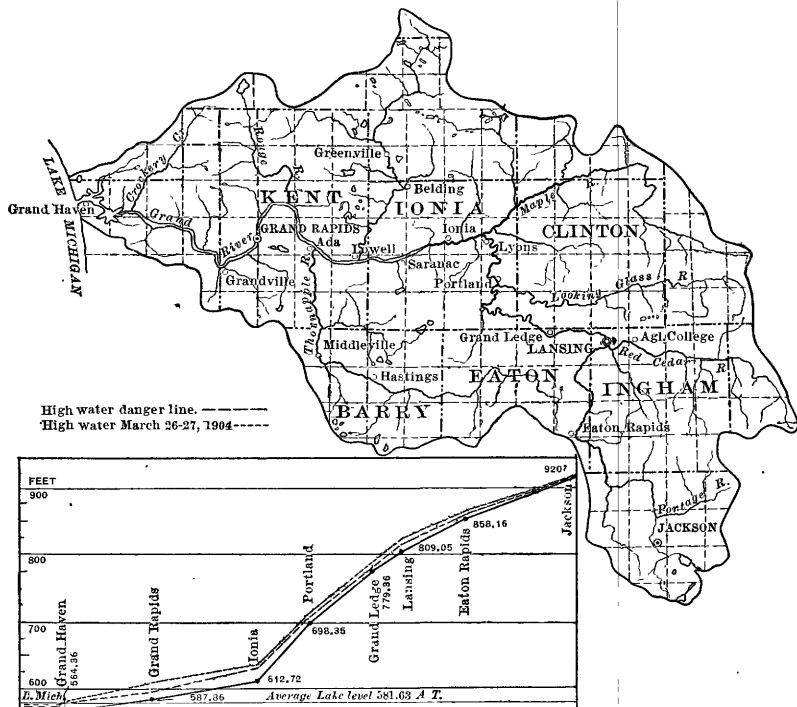 LAKE
MICHIGAN
Grand Haven
Crockery C.
Grand
River
Rouge
R.
KENT
GRAND RAPIDS
Ada
Grandville
Greenville
Belding
IONIA
Ionia
Lowell
Saranac
Lyons
Portland
Maple R.
CLINTON
Looking Glass R
Thornapple R.
Middleville
Hastings
BARRY
Grand Ledge
LANSING
Agl. College
Red Cedar R
EATON
INGHAM
Eaton Rapids
Portage R.
JACKSON
High water danger line.
High water March 26-27, 1904
FEET
900
800
700
600
L. Mich
Grand Haven
564.36
Grand Rapids
587.36
Ionia
612.72
Portland
698.35
Grand Ledge
779.36
Lansing
809.05
Eaton Rapids
858.16
Jackson
920?
Average Lake level 581.63 A T.